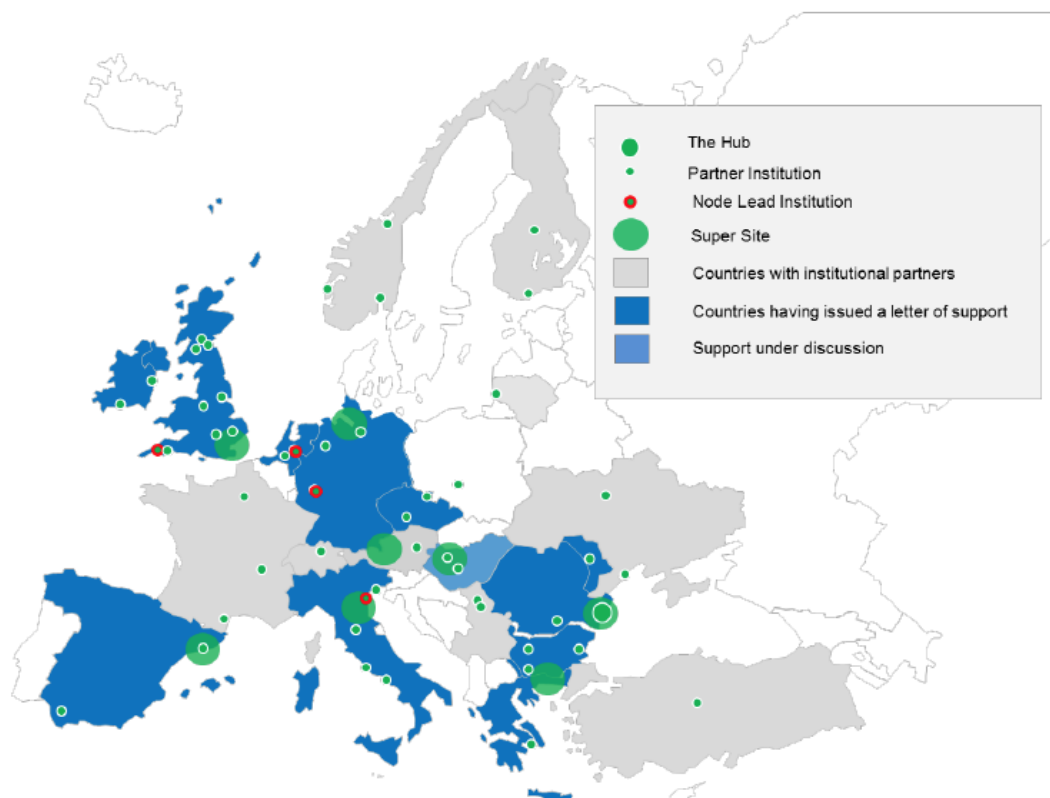 The Hub
Partner Institution
Node Lead Institution
Super Site
Countries with institutional partners
Countries having issued a letter of support
Support under discussion